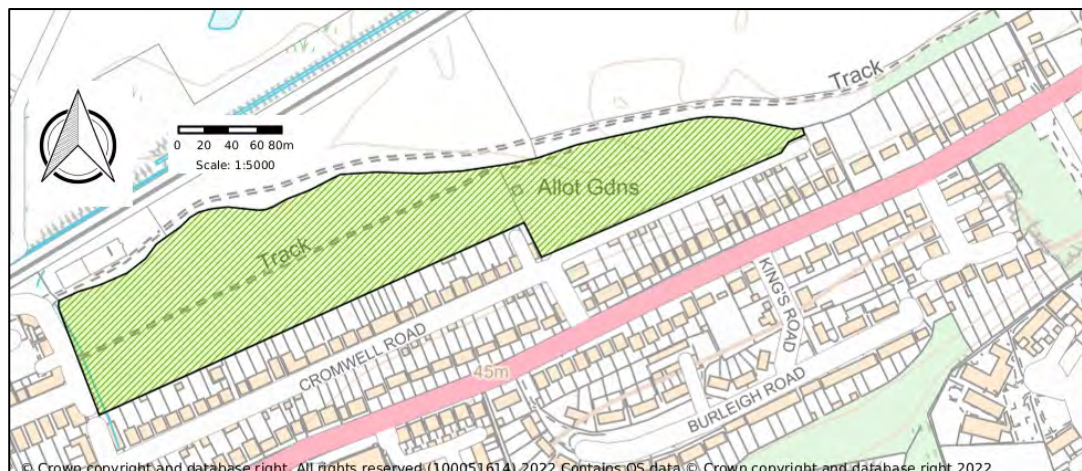 Track
0 20 40 60 80m
Scale: 1:5000
Allot Gdns
Track
KING'S ROAD
CROMWELL ROAD
45m
BURLEIGH ROAD
© Crown copyright and database right. All rights reserved (100051614) 2022 Contains OS data © Crown copyright and database right 2022